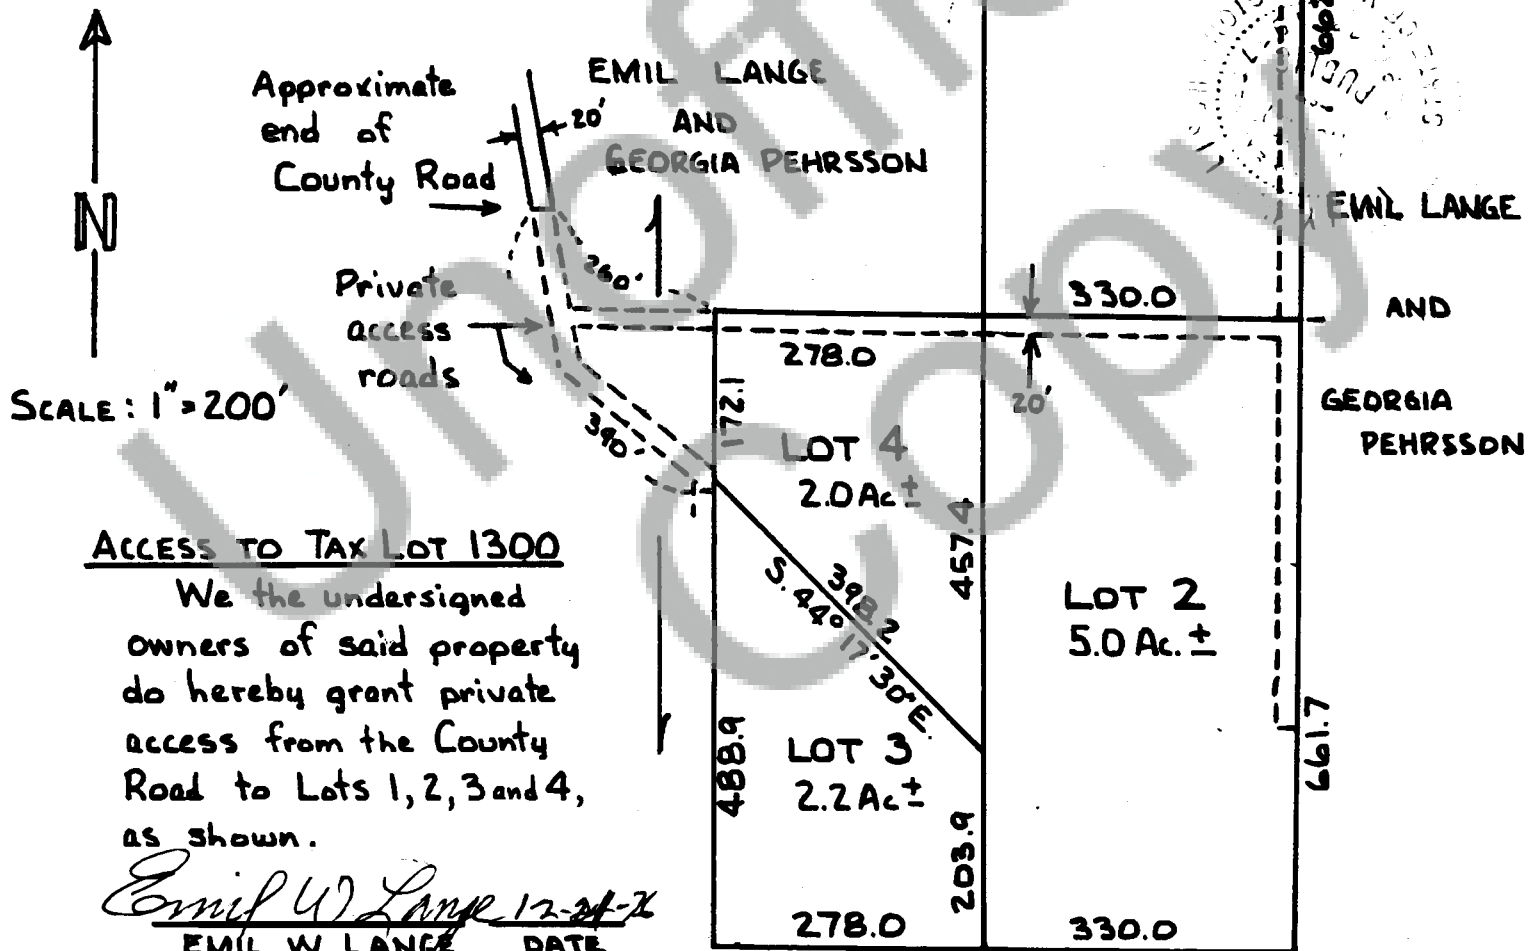 Approximate
end of
County Road
20'
EMIL LANGE
AND
GEORGIA PEHRSSON
N
Private
access
roads
260'
390
SCALE: 1"=200'
330.0
278.0
172.1
20'
LOT 4
2.0 Ac ±
457.4
398.2
S. 44° 17' 30" E.
LOT 2
5.0 Ac. ±
661.7
LOT 3
2.2 Ac ±
488.9
203.9
278.0
330.0
EMIL LANGE
AND
GEORGIA
PEHRSSON
ACCESS TO TAX LOT 1300
We the undersigned
owners of said property
do hereby grant private
access from the County
Road to Lots 1, 2, 3 and 4,
as shown.
Emil W Lange
EMIL W LANGE DATE
Unofficial
Copy